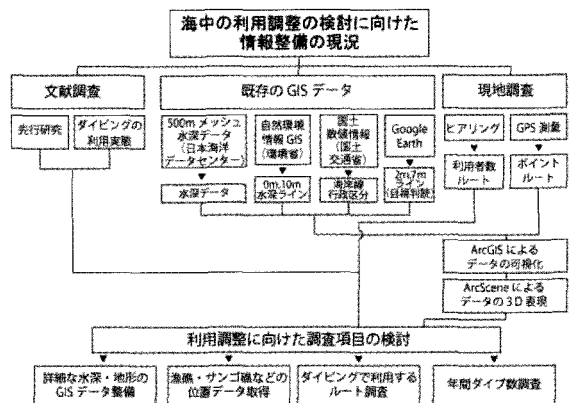 海中の利用調整の検討に向けた
情報整備の現況
文献調査
既存の GIS データ
現地調査
先行研究
ダイビングの
利用実態
500m メッシュ
水深データ
(日本海洋
データセンター)
自然環境
情報 GIS
(環境省)
国土
数値情報
(国土
交通省)
Google
Earth
ヒアリング
GPS 測量
水深データ
0m,10m
水深ライン
海岸線
行政区分
2m,7m
ライン
(目視判読)
利用者数
ルート
ポイント
ルート
ArcGIS による
データの可視化
ArcScene による
データの 3D 表現
利用調整に向けた調査項目の検討
詳細な水深・地形の
GIS データ整備
漁礁・サンゴ礁などの
位置データ取得
ダイビングで利用する
ルート調査
年間ダイブ数調査